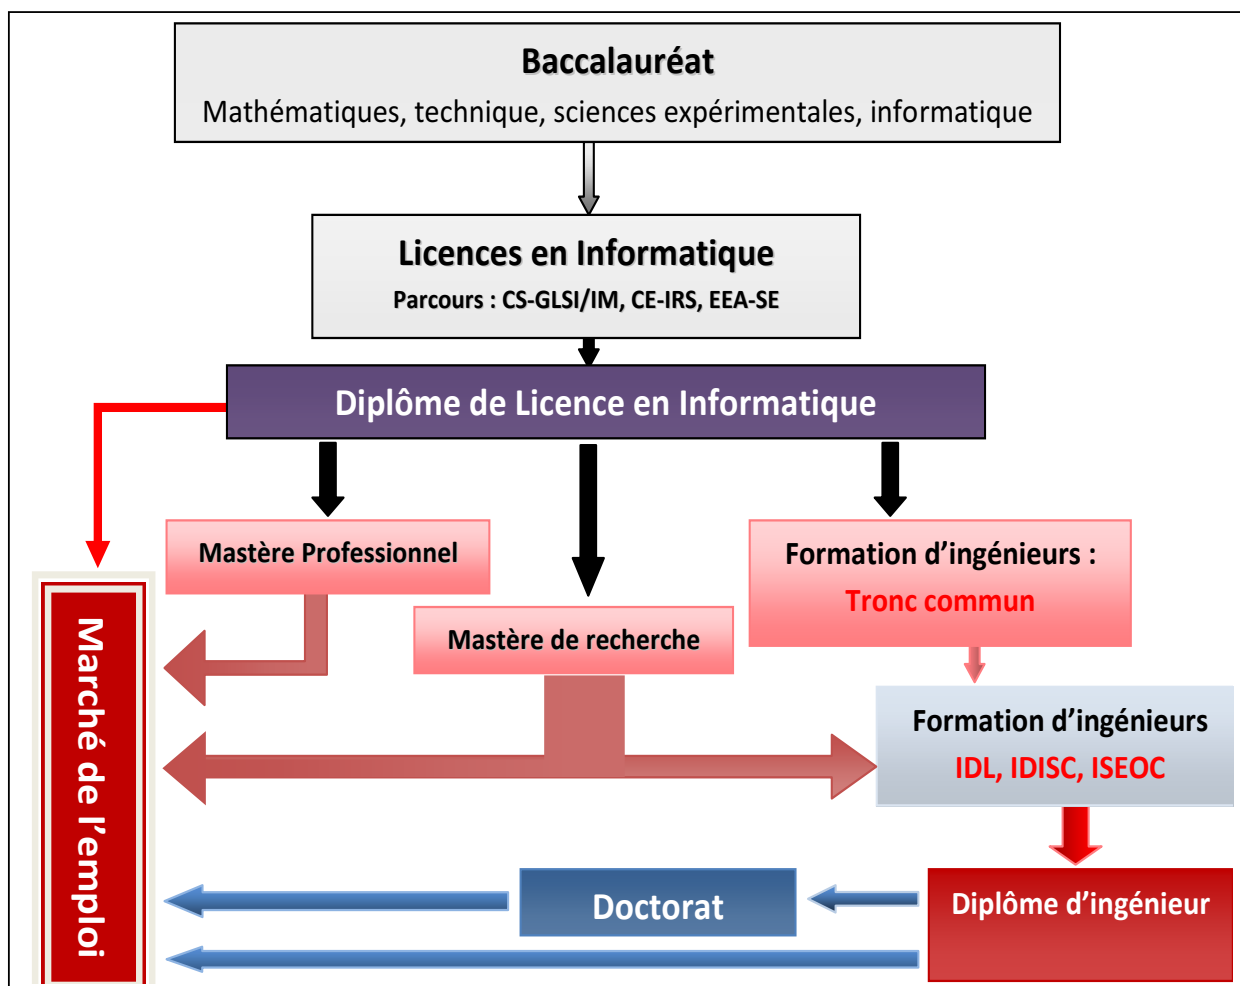 Baccalauréat
Mathématiques, technique, sciences expérimentales, informatique
Licences en Informatique
Parcours : CS-GLSI/IM, CE-IRS, EEA-SE
Diplôme de Licence en Informatique
Mastère Professionnel
Formation d’ingénieurs :
Tronc commun
Mastère de recherche
Formation d’ingénieurs
IDL, IDISC, ISEOC
Marché de l’emploi
Doctorat
Diplôme d’ingénieur